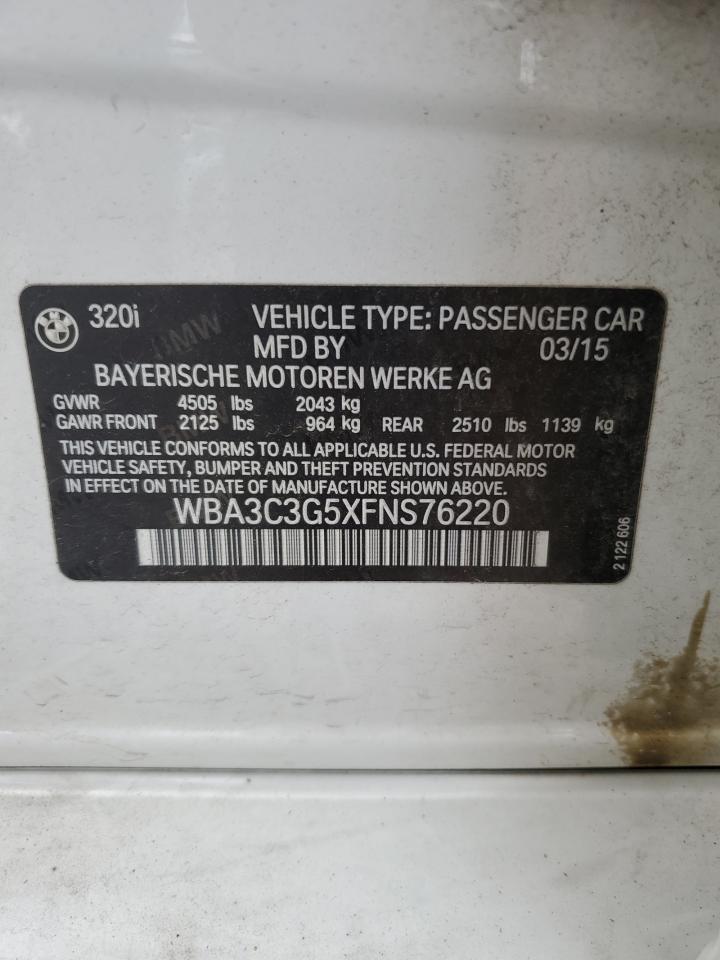 320i VEHICLE TYPE: PASSENGER CAR
MFD BY 03/15
BAYERISCHE MOTOREN WERKE AG
GVWR 4505 lbs 2043 kg
GAWR FRONT 2125 lbs 964 kg REAR 2510 lbs 1139 kg
THIS VEHICLE CONFORMS TO ALL APPLICABLE U.S. FEDERAL MOTOR
VEHICLE SAFETY, BUMPER AND THEFT PREVENTION STANDARDS
IN EFFECT ON THE DATE OF MANUFACTURE SHOWN ABOVE.
WBA3C3G5XFNS76220
2 122 606